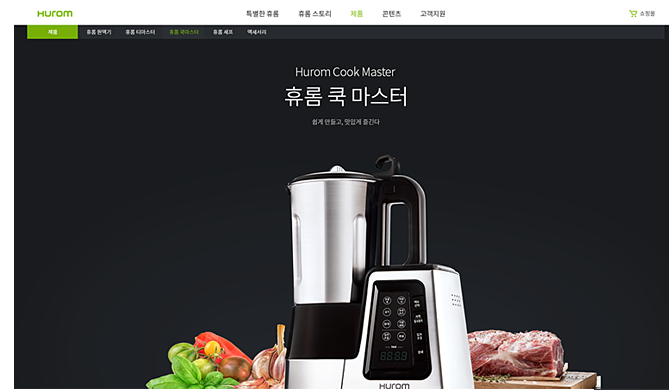 HUROM
특별한 휴롬 휴롬 스토리 제품 콘텐츠 고객지원 쇼핑몰
제품 휴롬 원액기 휴롬 티마스터 휴롬 쿡마스터 휴롬 셰프 액세서리
Hurom Cook Master
휴롬 쿡 마스터
쉽게 만들고, 맛있게 즐긴다
8888
HUROM